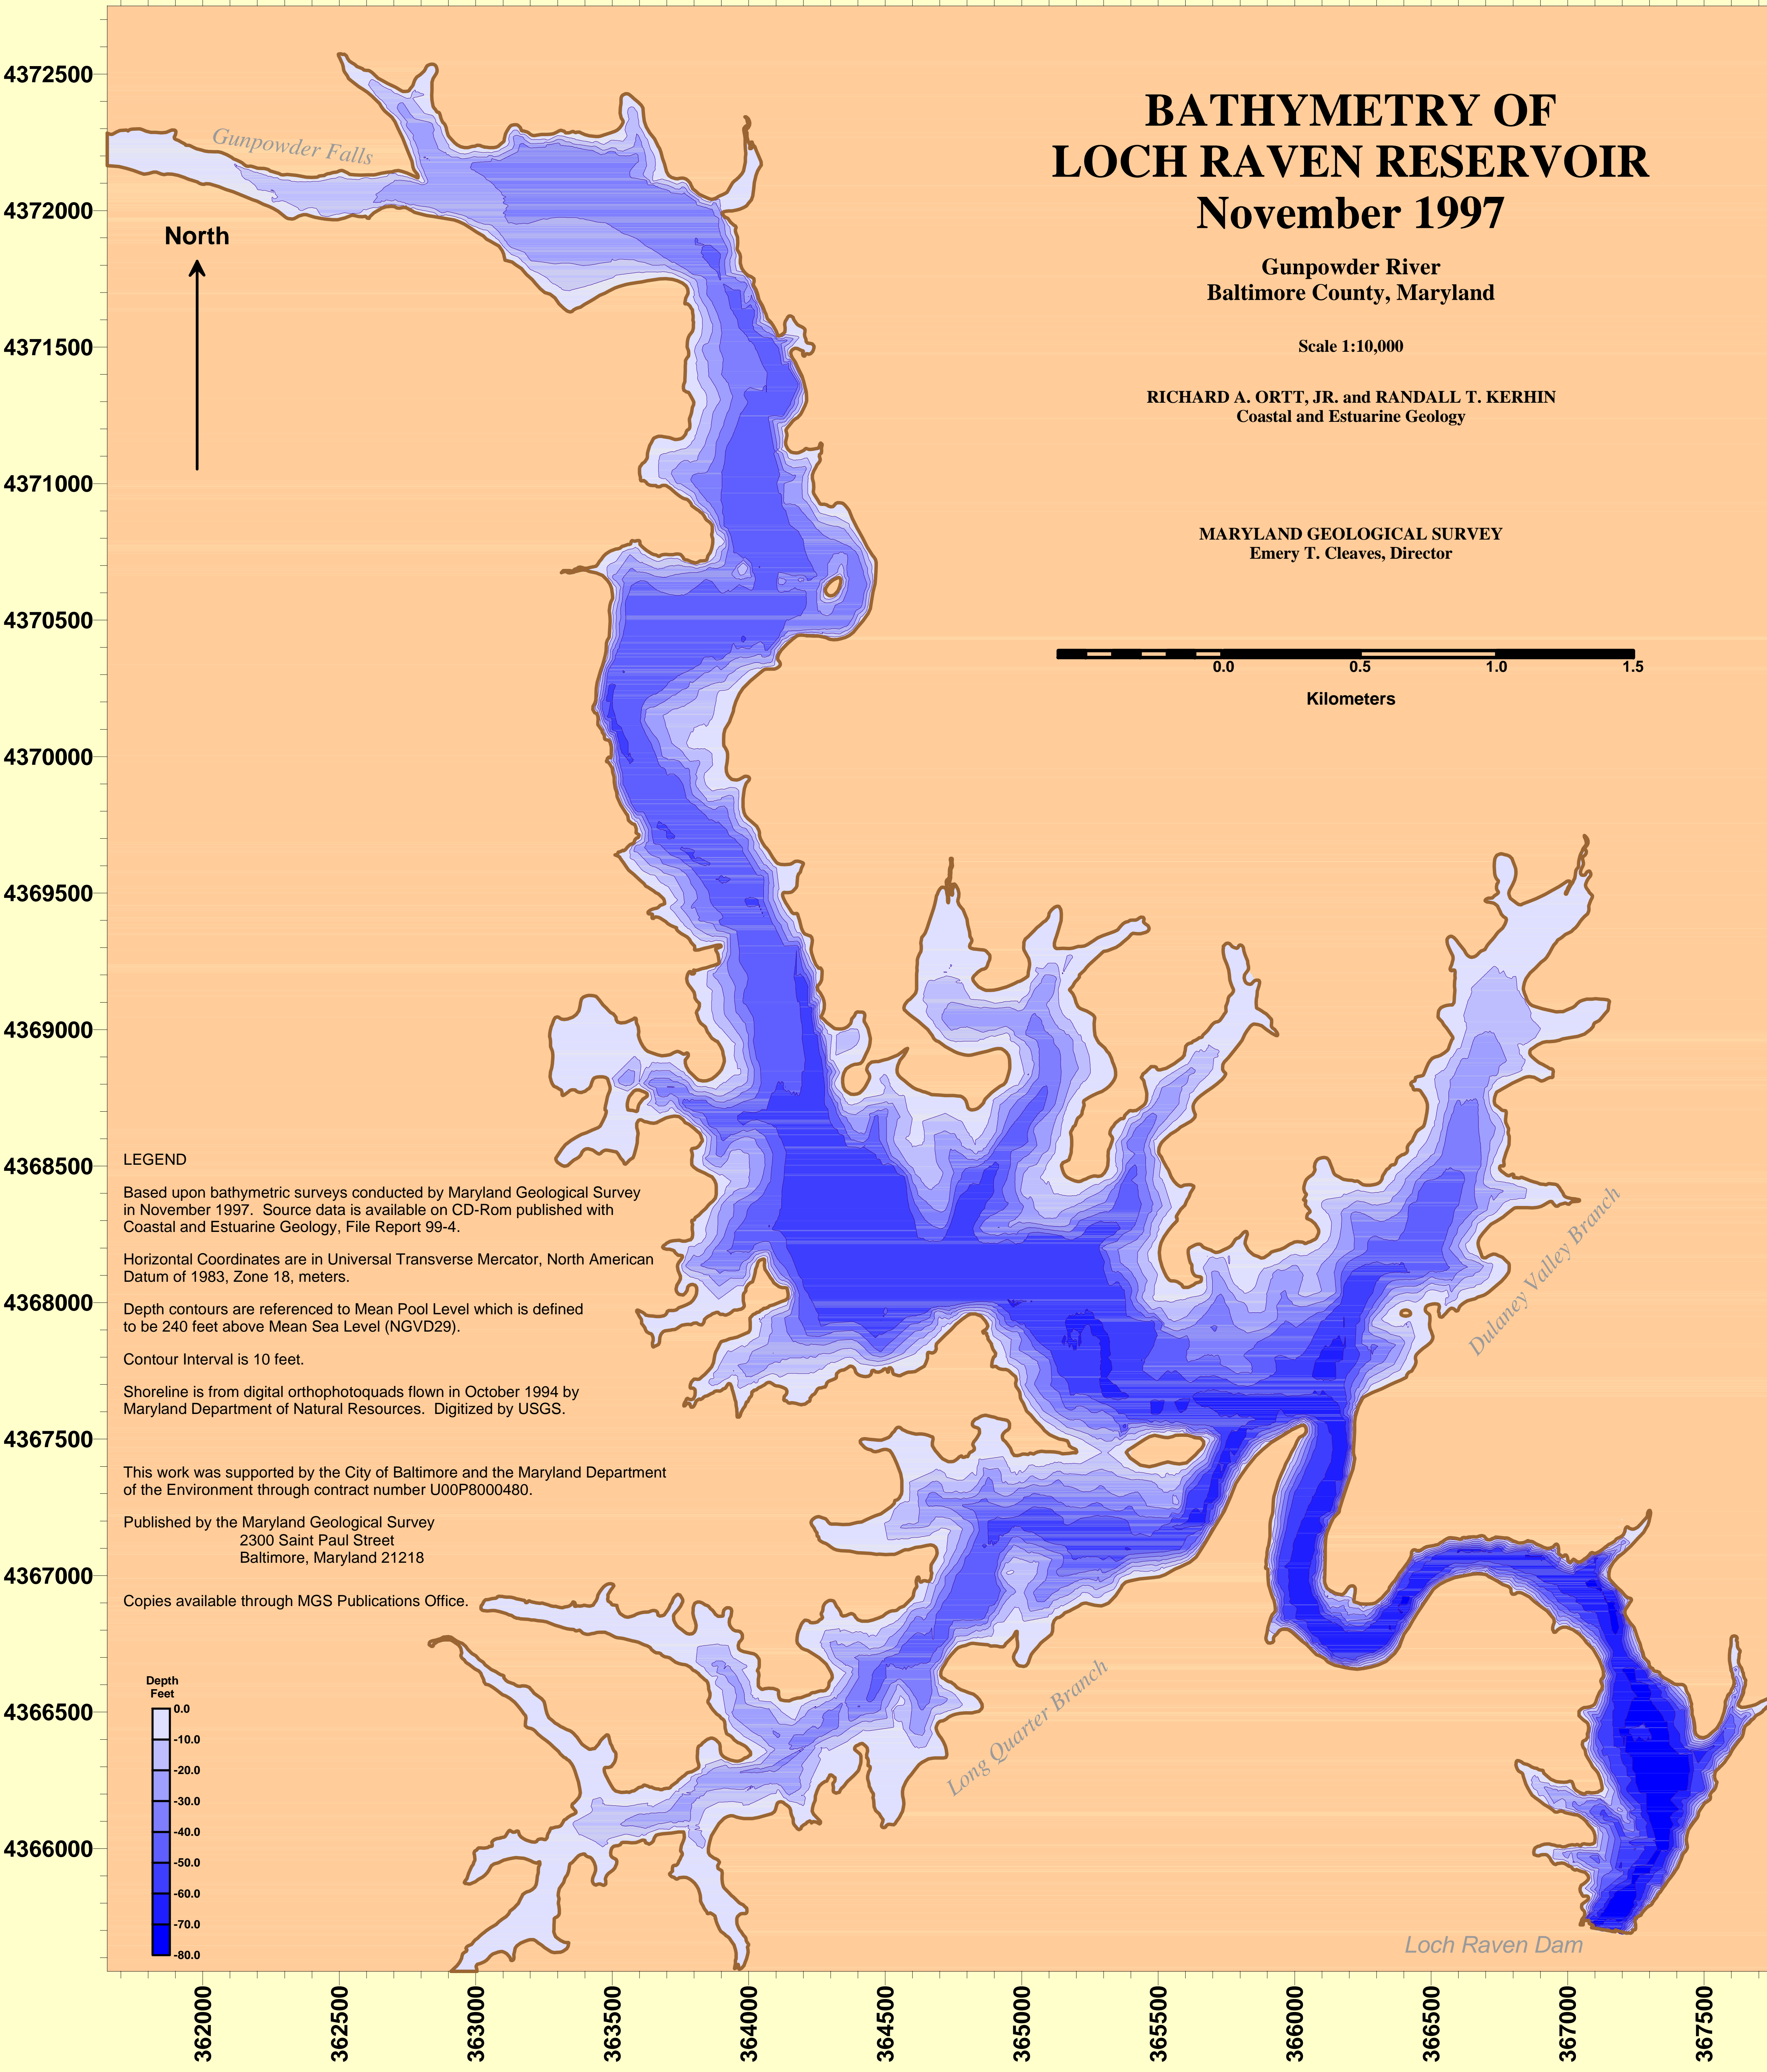 BATHYMETRY OF
LOCH RAVEN RESERVOIR
November 1997
Gunpowder River
Baltimore County, Maryland
Scale 1:10,000
RICHARD A. ORTT, JR. and RANDALL T. KERHIN
Coastal and Estuarine Geology
MARYLAND GEOLOGICAL SURVEY
Emery T. Cleaves, Director
0.0 0.5 1.0 1.5
Kilometers
Gunpowder Falls
North
4372500
4372000
4371500
4371000
4370500
4370000
4369500
4369000
4368500
4368000
4367500
4367000
4366500
4366000
LEGEND
Based upon bathymetric surveys conducted by Maryland Geological Survey
in November 1997. Source data is available on CD-Rom published with
Coastal and Estuarine Geology, File Report 99-4.
Horizontal Coordinates are in Universal Transverse Mercator, North American
Datum of 1983, Zone 18, meters.
Depth contours are referenced to Mean Pool Level which is defined
to be 240 feet above Mean Sea Level (NGVD29).
Contour Interval is 10 feet.
Shoreline is from digital orthophotoquads flown in October 1994 by
Maryland Department of Natural Resources. Digitized by USGS.
This work was supported by the City of Baltimore and the Maryland Department
of the Environment through contract number U00P8000480.
Published by the Maryland Geological Survey
2300 Saint Paul Street
Baltimore, Maryland 21218
Copies available through MGS Publications Office.
Dulaney Valley Branch
Long Quarter Branch
Loch Raven Dam
Depth
Feet
0.0
-10.0
-20.0
-30.0
-40.0
-50.0
-60.0
-70.0
-80.0
362000 362500 363000 363500 364000 364500 365000 365500 366000 366500 367000 367500